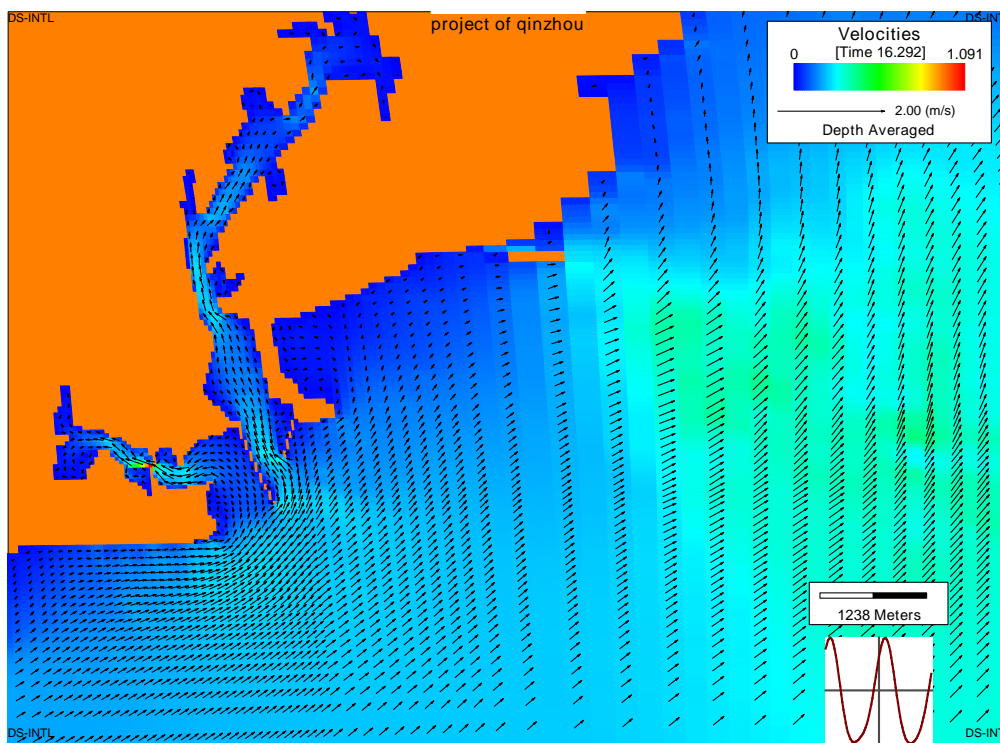 DS-INTL
project of qinzhou
DS-INT
Velocities
[Time 16.292]
0
1.091
2.00 (m/s)
Depth Averaged
1238 Meters
DS-INTL
DS-INT